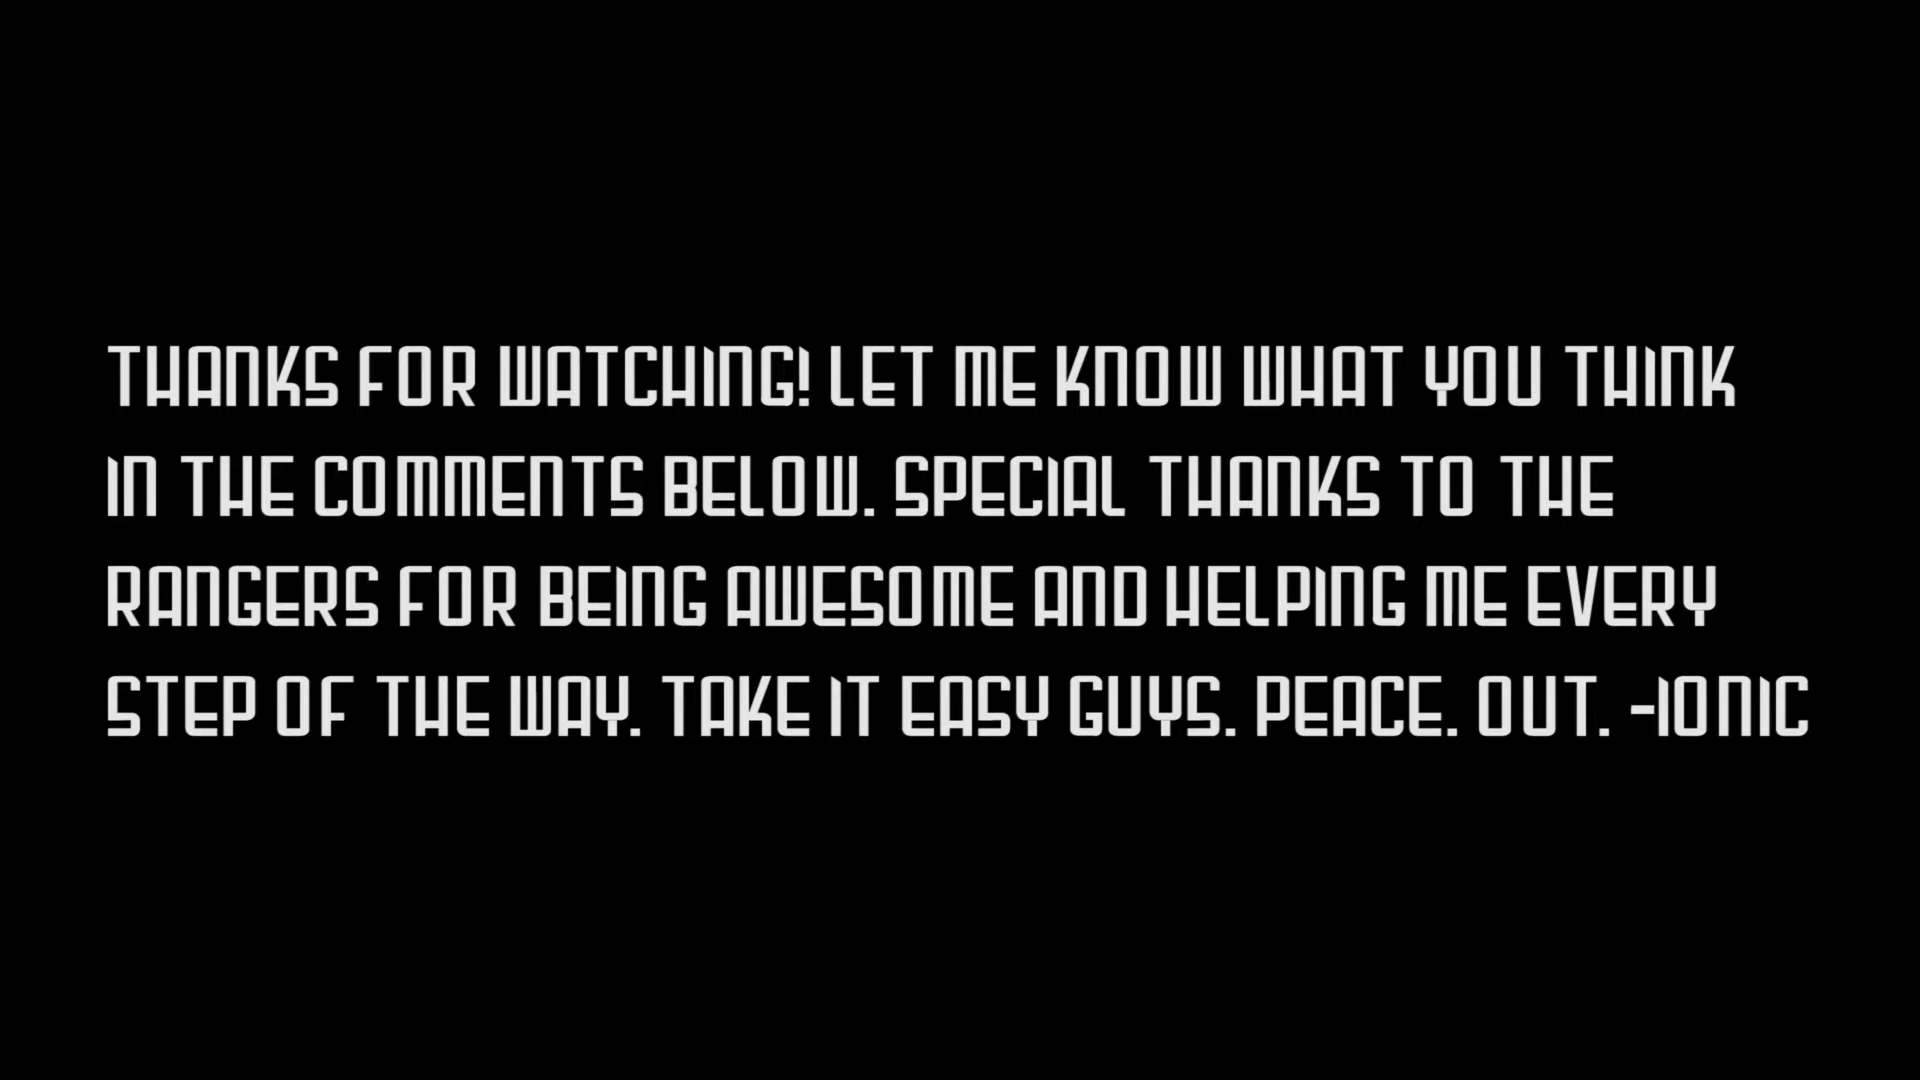 THANKS FOR WATCHING! LET ME KNOW WHAT YOU THINK
IN THE COMMENTS BELOW. SPECIAL THANKS TO THE
RANGERS FOR BEING AWESOME AND HELPING ME EVERY
STEP OF THE WAY. TAKE IT EASY GUYS. PEACE. OUT. -IONIC